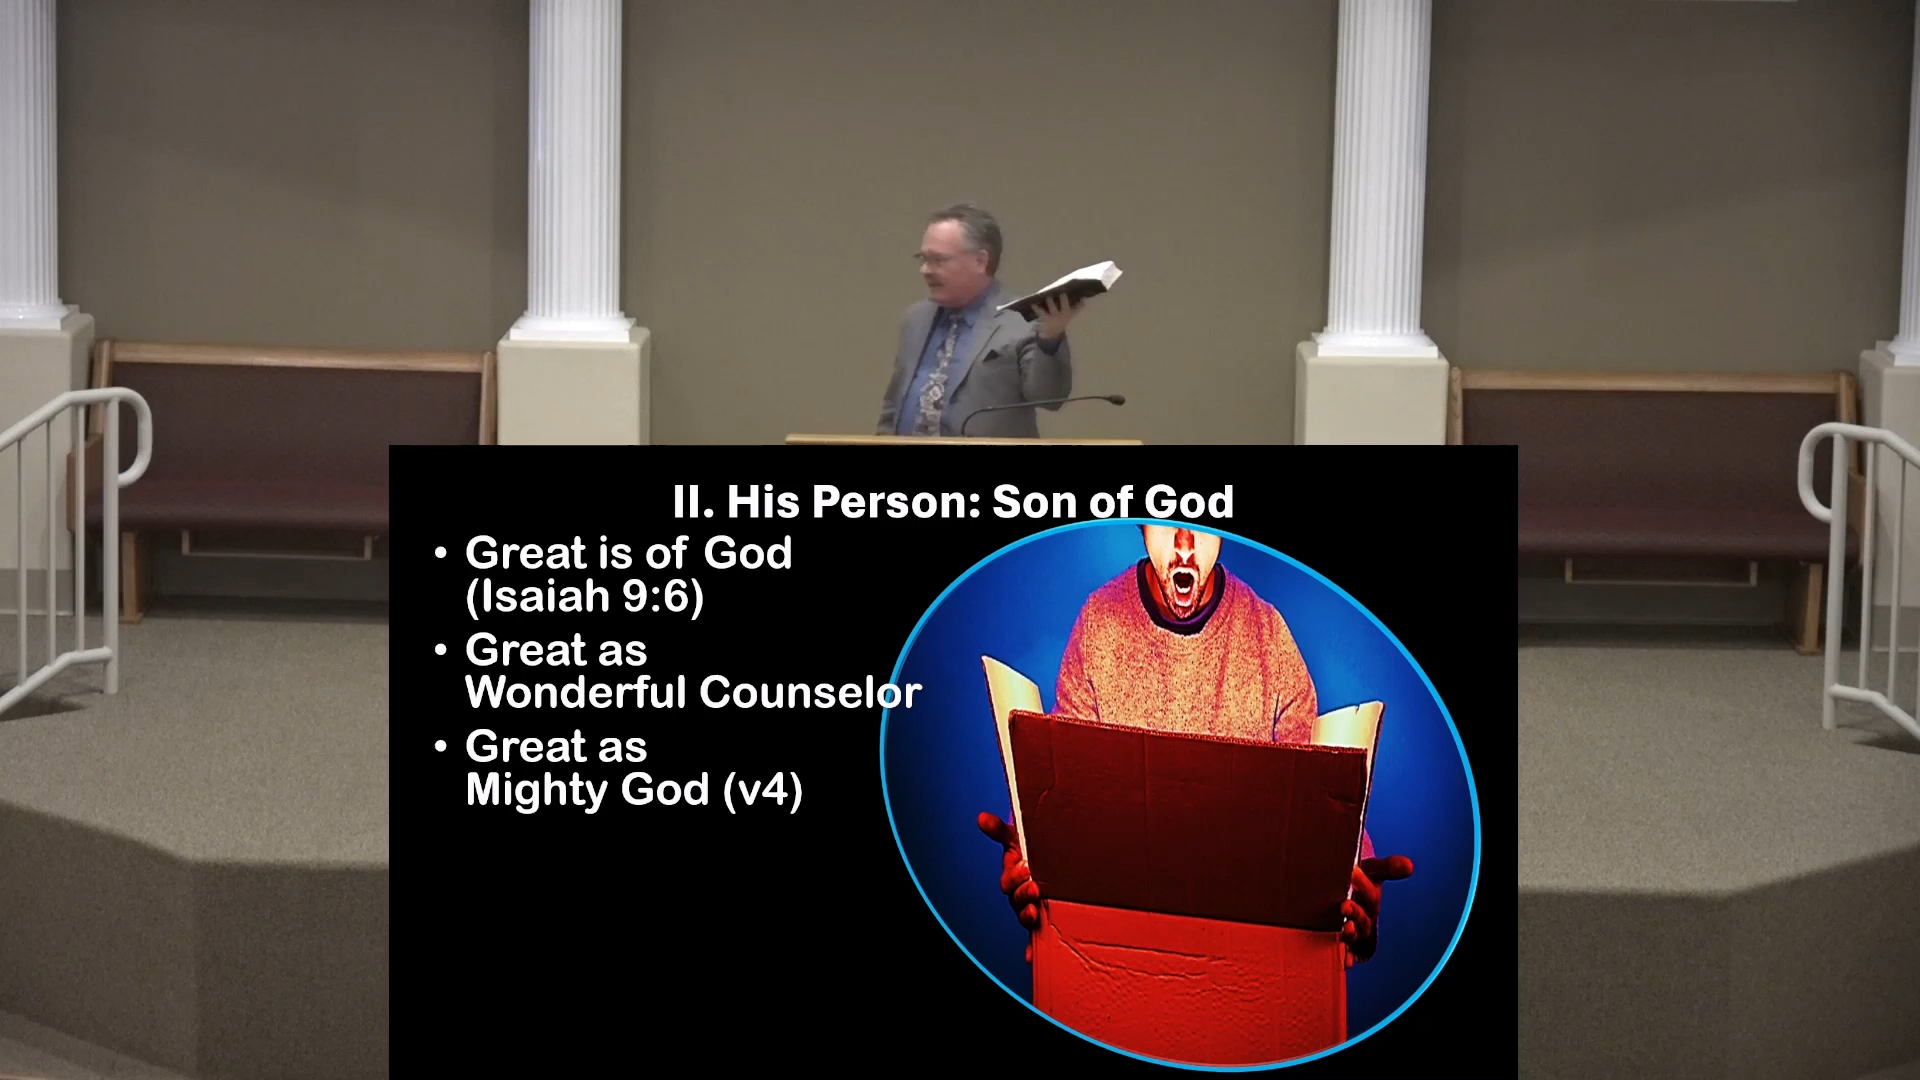 II. His Person: Son of God
• Great is of God
(Isaiah 9:6)
• Great as
Wonderful Counselor
• Great as
Mighty God (v4)